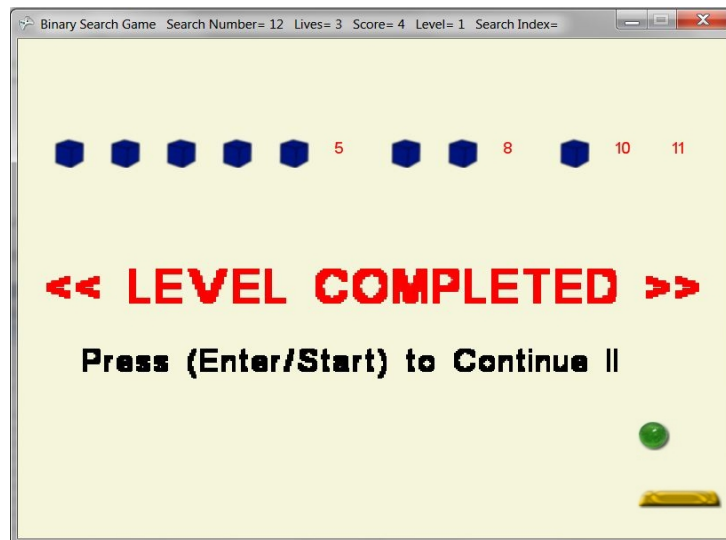 Binary Search Game Search Number= 12 Lives= 3 Score= 4 Level= 1 Search Index=
5 8 10 11
<< LEVEL COMPLETED >>
Press (Enter/Start) to Continue ||